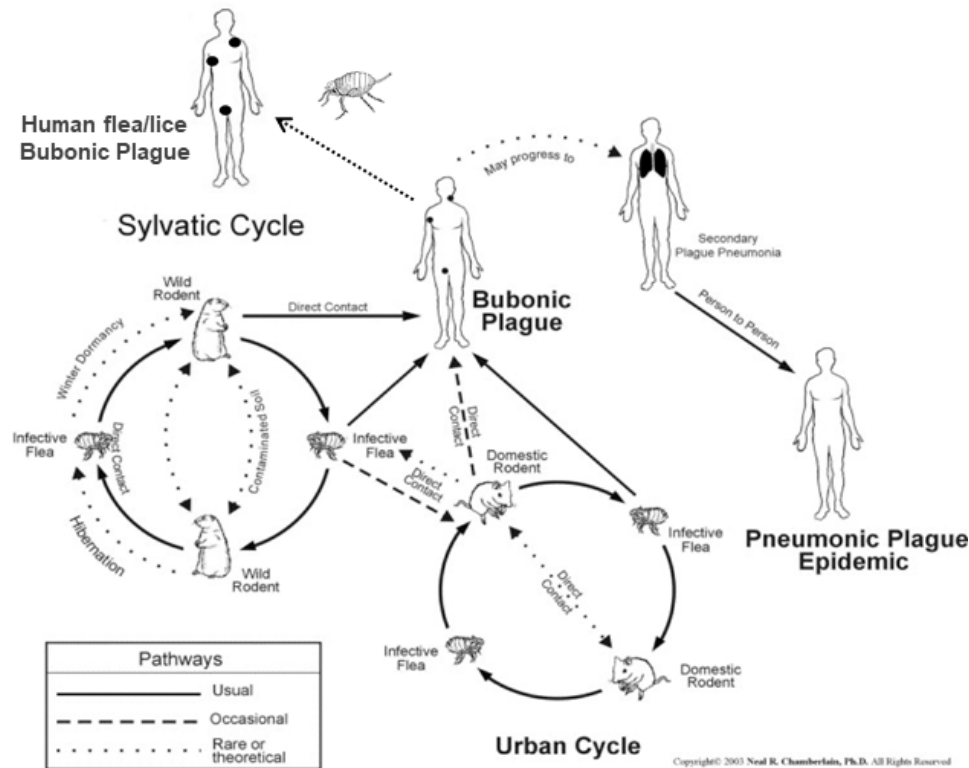 Human flea/lice
Bubonic Plague
May progress to
Sylvatic Cycle
Secondary
Plague Pneumonia
Wild
Rodent
Direct Contact
Bubonic
Plague
Person to Person
Winter Dormancy
Contaminated Soil
Infective
Flea
Direct Contact
Infective
Flea
Direct
Contact
Direct
Contact
Domestic
Rodent
Hibernation
Wild
Rodent
Infective
Flea
Pneumonic Plague
Epidemic
Direct
Contact
Infective
Flea
Domestic
Rodent
Pathways
Usual
Occasional
Rare or
theoretical
Urban Cycle
Copyright© 2003 Neal R. Chamberlain, Ph.D. All Rights Reserved